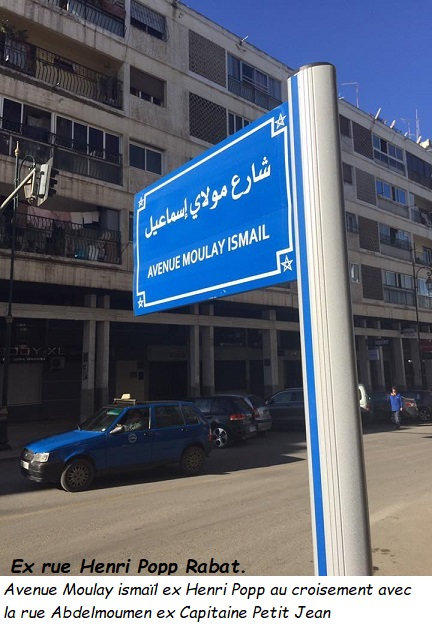 شارع مولاي إسماعيل
AVENUE MOULAY ISMAIL
Ex rue Henri Popp Rabat.
Avenue Moulay ismaïl ex Henri Popp au croisement avec
la rue Abdelmoumen ex Capitaine Petit Jean